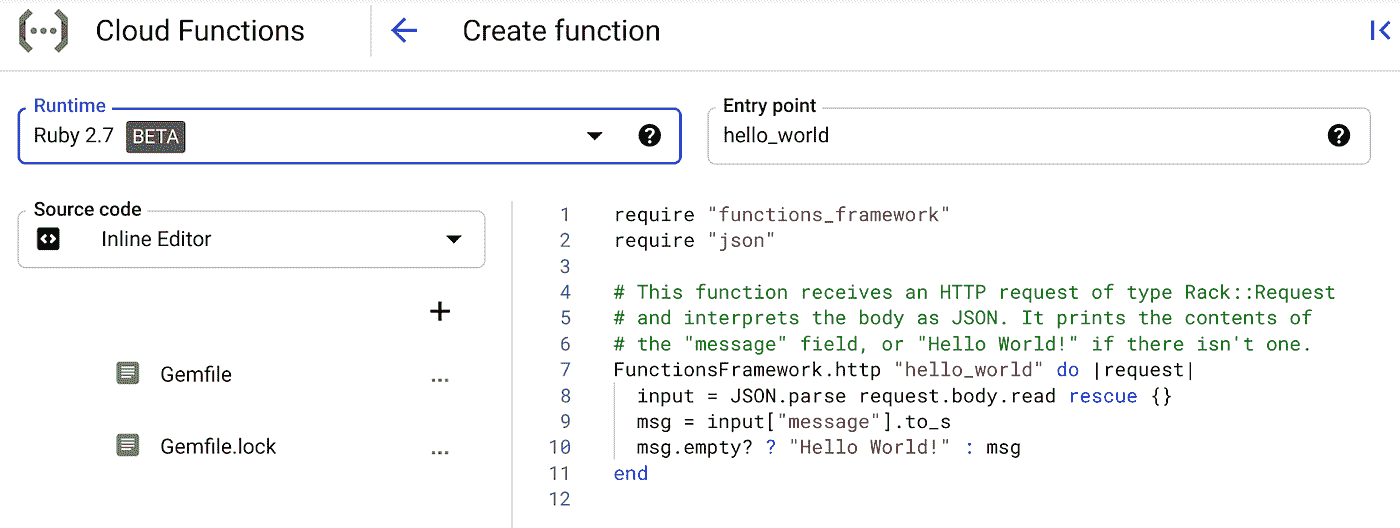 Cloud Functions
Create function
Runtime
Ruby 2.7 BETA
Entry point
hello_world
Source code
Inline Editor
Gemfile
...
Gemfile.lock
...
1 require "functions_framework"
2 require "json"
3
4 # This function receives an HTTP request of type Rack::Request
5 # and interprets the body as JSON. It prints the contents of
6 # the "message" field, or "Hello World!" if there isn't one.
7 FunctionsFramework.http "hello_world" do |request|
8   input = JSON.parse request.body.read rescue {}
9   msg = input["message"].to_s
10   msg.empty? ? "Hello World!" : msg
11 end
12